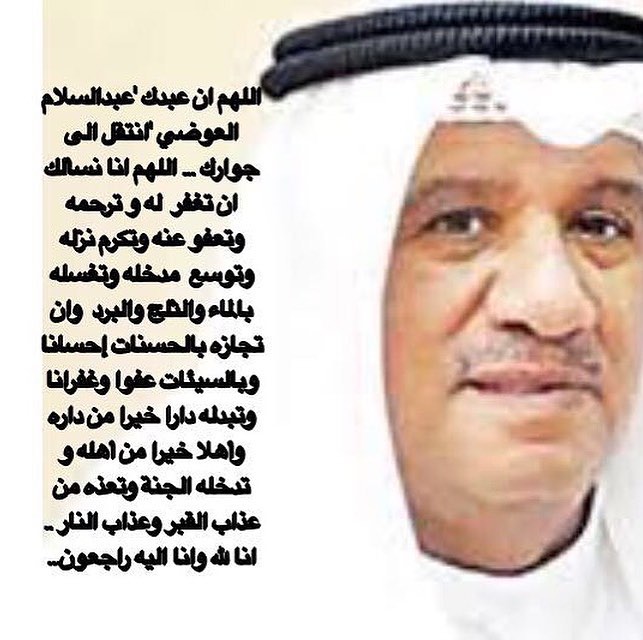 اللهم ان عبدك "عبدالسلام
العوضي "انتقل الى
جوارك ... اللهم انا نسالك
ان تغفر له و ترحمه
وتعفو عنه وتكرم نزله
وتوسع مدخله وتغسله
بالماء والثلج والبرد وان
تجازه بالحسنات إحسانا
وبالسيئات عفوا وغفرانا
وتبدله دارا خيرا من داره
واهلا خيرا من اهله و
تدخله الجنة وتعذه من
عذاب القبر وعذاب النار ..
انا لله وانا اليه راجعون..